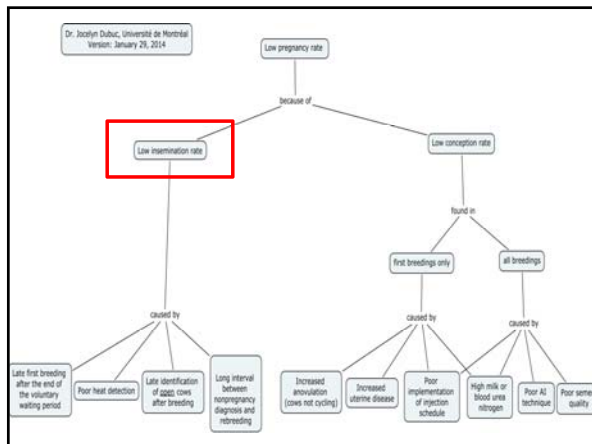 Dr. Jocelyn Dubuc, Université de Montréal
Version: January 29, 2014
Low pregnancy rate
because of
Low insemination rate
Low conception rate
found in
first breedings only
all breedings
caused by
caused by
caused by
Late first breeding
after the end of
the voluntary
waiting period
Poor heat detection
Late identification
of open cows
after breeding
Long interval
between
nonpregnancy
diagnosis and
rebreeding
Increased
anovulation
(cows not cycling)
Increased
uterine disease
Poor
implementation
of injection
schedule
High milk or
blood urea
nitrogen
Poor AI
technique
Poor semen
quality